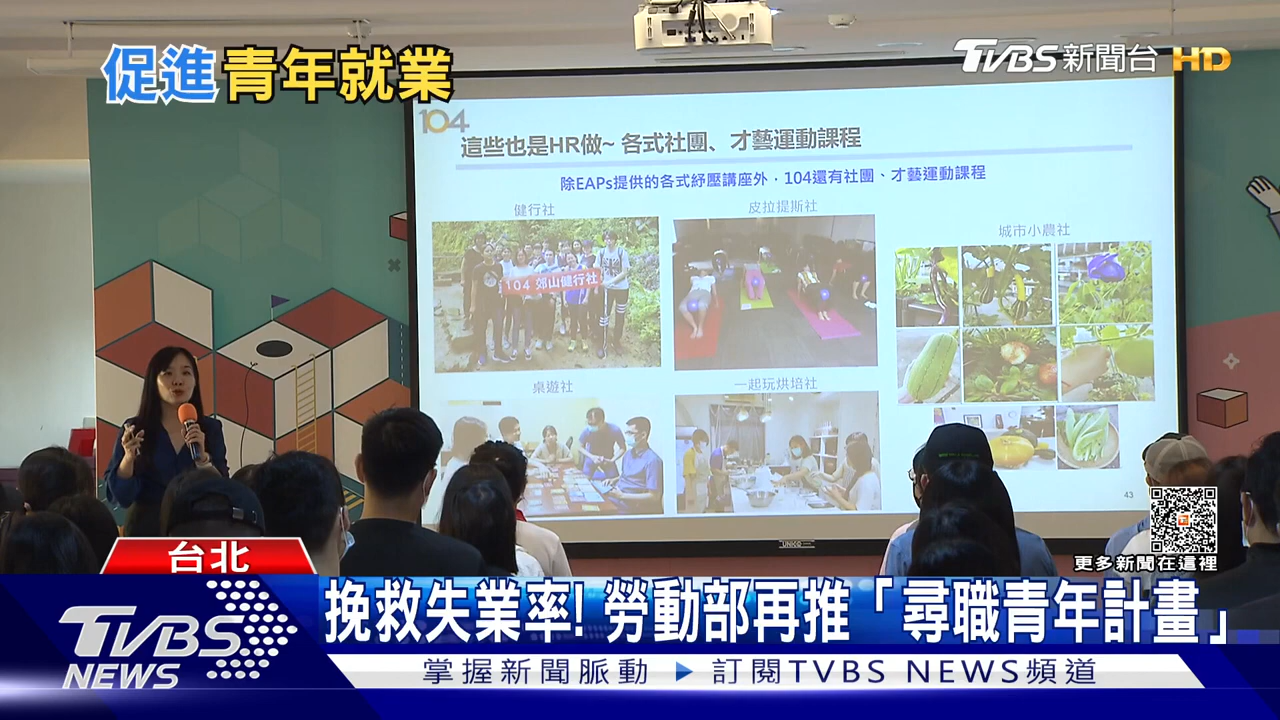 促進青年就業
TVBS新聞台 HD
104
這些也是HR做~ 各式社團、才藝運動課程
除EAPs提供的各式紓壓講座外，104還有社團、才藝運動課程
健行社
皮拉提斯社
城市小農社
104 郊山健行社
桌遊社
一起玩烘培社
43
UNICO
更多新聞在這裡
台北
挽救失業率! 勞動部再推「尋職青年計畫」
TVBS NEWS
掌握新聞脈動 ▶ 訂閱TVBS NEWS頻道